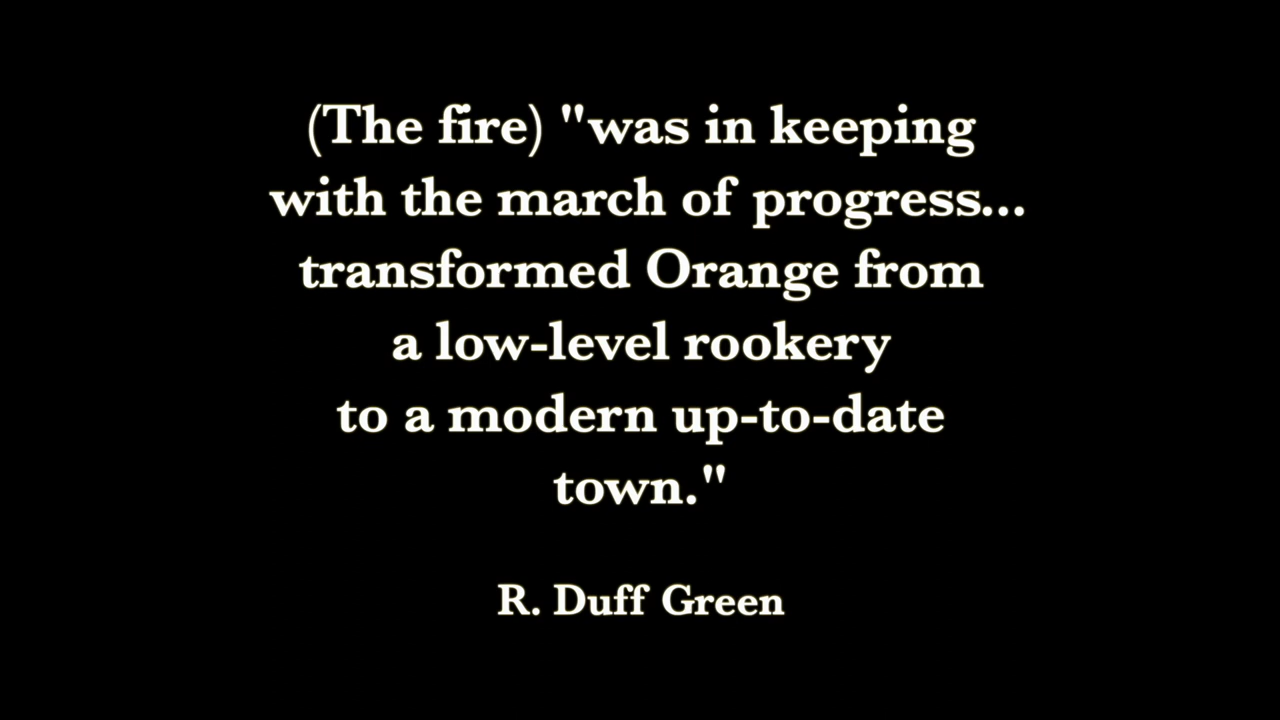 (The fire) "was in keeping
with the march of progress...
transformed Orange from
a low-level rookery
to a modern up-to-date
town."
R. Duff Green